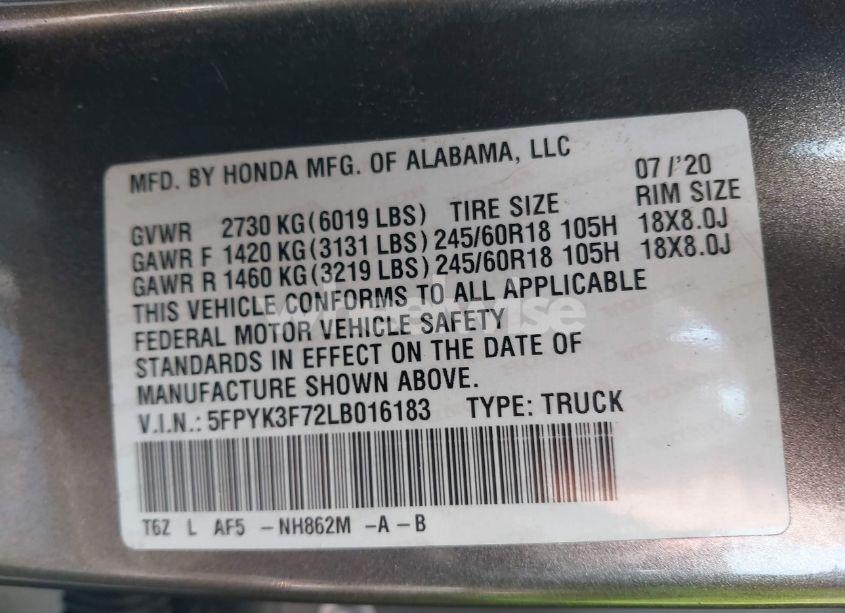 MFD. BY HONDA MFG. OF ALABAMA, LLC 07 /'20
GVWR 2730 KG(6019 LBS) TIRE SIZE RIM SIZE
GAWR F 1420 KG(3131 LBS) 245/60R18 105H 18X8.0J
GAWR R 1460 KG(3219 LBS) 245/60R18 105H 18X8.0J
THIS VEHICLE CONFORMS TO ALL APPLICABLE
FEDERAL MOTOR VEHICLE SAFETY
STANDARDS IN EFFECT ON THE DATE OF
MANUFACTURE SHOWN ABOVE.
V.I.N.: 5FPYK3F72LB016183 TYPE: TRUCK
T6Z L AF5 -NH862M -A -B